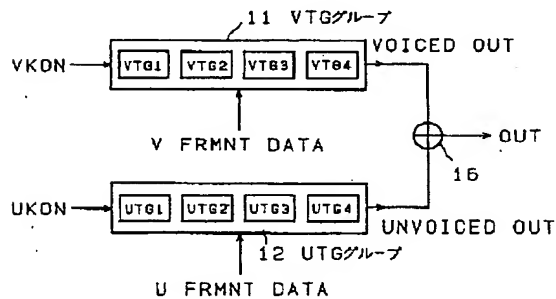 11 VTGグループ
VOICED OUT
VKON
VTG1 VTG2 VTG3 VTG4
V FRMNT DATA
OUT
16
UKON
UTG1 UTG2 UTG3 UTG4
UNVOICED OUT
12 UTGグループ
U FRMNT DATA